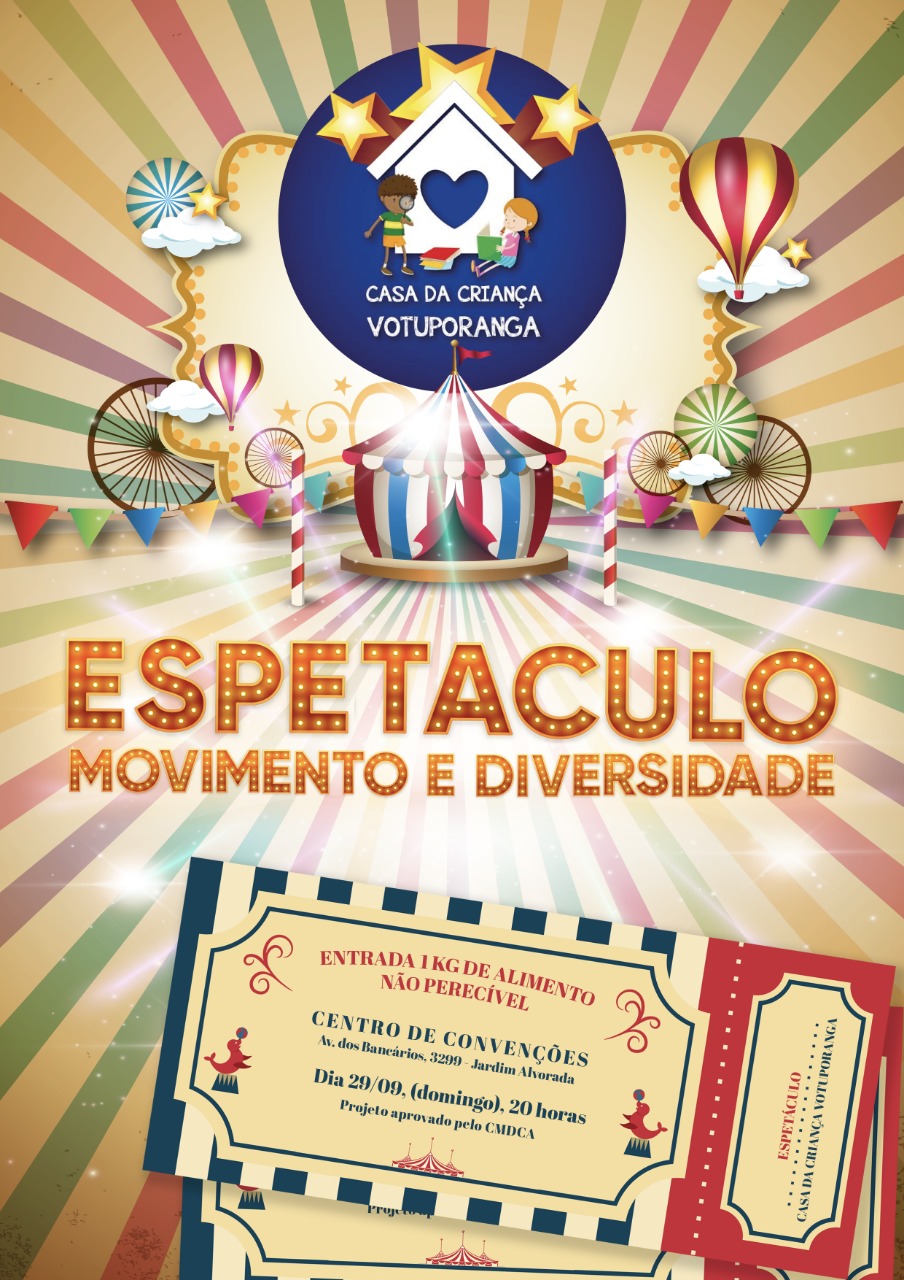 CASA DA CRIANÇA
VOTUPORANGA
ESPETACULO
MOVIMENTO E DIVERSIDADE
ENTRADA 1 KG DE ALIMENTO
NÃO PERECÍVEL
CENTRO DE CONVENÇÕES
Av. dos Bancários, 3299 - Jardim Alvorada
Dia 29/09, (domingo), 20 horas
Projeto aprovado pelo CMDCA
ESPETÁCULO
CASA DA CRIANÇA VOTUPORANGA